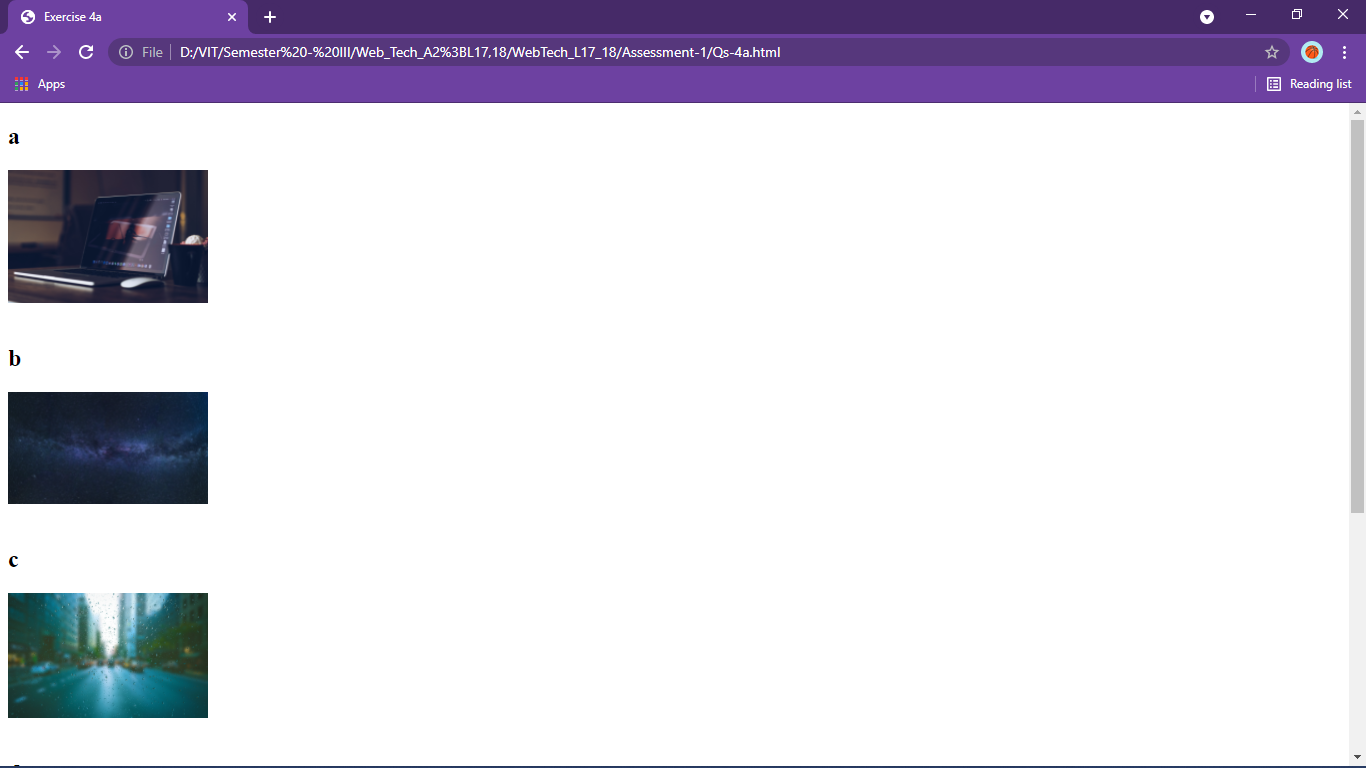 Exercise 4a
File D:/VIT/Semester%20-%20III/Web_Tech_A2%3BL17,18/WebTech_L17_18/Assessment-1/Qs-4a.html
Apps Reading list
a
b
c